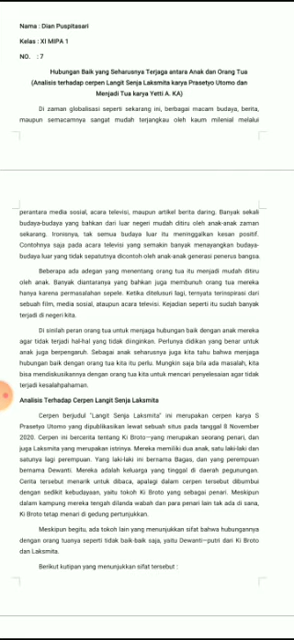 Nama : Dian Puspitasari
Kelas : XI MIPA 1
NO. : 7
Hubungan Baik yang Seharusnya Terjaga antara Anak dan Orang Tua
(Analisis terhadap cerpen Langit Senja Laksmita karya Prasetyo Utomo dan
Menjadi Tua karya Yetti A. KA)
Di zaman globalisasi seperti sekarang ini, berbagai macam budaya, berita,
maupun semacamnya sangat mudah terjangkau oleh kaum milenial melalui
perantara media sosial, acara televisi, maupun artikel berita daring. Banyak sekali
budaya-budaya yang bahkan dari luar negeri mudah ditiru oleh anak-anak zaman
sekarang. Ironisnya, tak semua budaya luar itu meninggalkan kesan positif.
Contohnya saja pada acara televisi yang semakin banyak menayangkan budaya-
budaya luar yang tidak sepatutnya dicontoh oleh anak-anak generasi penerus bangsa.
Beberapa ada adegan yang menentang orang tua itu menjadi mudah ditiru
oleh anak. Banyak diantaranya yang bahkan juga membunuh orang tua mereka
hanya karena permasalahan sepele. Ketika ditelusuri lagi, ternyata terinspirasi dari
sebuah film, media sosial, ataupun acara televisi. Kejadian seperti itu sudah banyak
terjadi di negeri kita.
Di sinilah peran orang tua untuk menjaga hubungan baik dengan anak mereka
agar tidak terjadi hal-hal yang tidak diinginkan. Perlunya didikan yang benar untuk
anak juga berpengaruh. Sebagai anak seharusnya juga kita tahu bahwa menjaga
hubungan baik dengan orang tua kita itu perlu. Mungkin saja bila ada masalah, kita
bisa mendiskusikannya dengan orang tua kita untuk mencari penyelesaian agar tidak
terjadi kesalahpahaman.
Analisis Terhadap Cerpen Langit Senja Laksmita
Cerpen berjudul "Langit Senja Laksmita" ini merupakan cerpen karya S
Prasetyo Utomo yang dipublikasikan lewat sebuah situs pada tanggal 8 November
2020. Cerpen ini bercerita tentang Ki Broto—yang merupakan seorang penari, dan
juga Laksmita yang merupakan istrinya. Mereka memiliki dua anak, satu laki-laki dan
satunya lagi perempuan. Yang laki-laki ini bernama Bagas, dan yang perempuan
bernama Dewanti. Mereka adalah keluarga yang tinggal di daerah pegunungan.
Cerita tersebut menarik untuk dibaca, apalagi dalam cerpen tersebut dibumbui
dengan sedikit kebudayaan, yaitu tokoh Ki Broto yang sebagai penari. Meskipun
dalam kampung mereka tengah dilanda wabah dan para penari lain tak ada di sana,
Ki Broto tetap menari di gedung pertunjukkan.
Meskipun begitu, ada tokoh lain yang menunjukkan sifat bahwa hubungannya
dengan orang tuanya seperti tidak baik-baik saja, yaitu Dewanti—putri dari Ki Broto
dan Laksmita.
Berikut kutipan yang menunjukkan sifat tersebut :